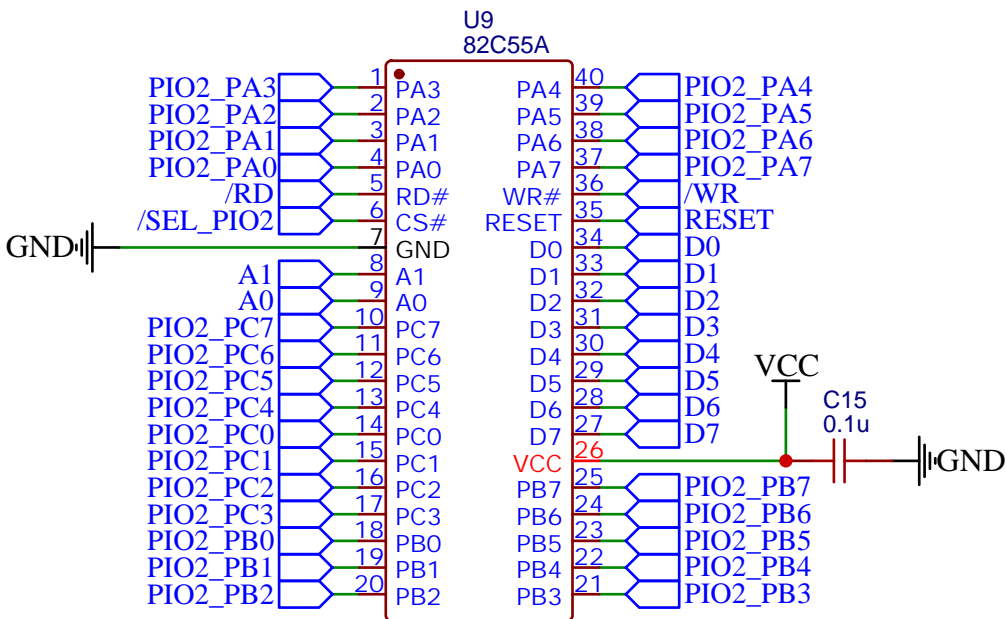 U9
82C55A
PIO2_PA3 1 PA3 PA4 40 PIO2_PA4
PIO2_PA2 2 PA2 PA5 39 PIO2_PA5
PIO2_PA1 3 PA1 PA6 38 PIO2_PA6
PIO2_PA0 4 PA0 PA7 37 PIO2_PA7
/RD 5 RD# WR# 36 /WR
/SEL_PIO2 6 CS# RESET 35 RESET
GND 7 GND D0 34 D0
A1 8 A1 D1 33 D1
A0 9 A0 D2 32 D2
PIO2_PC7 10 PC7 D3 31 D3
PIO2_PC6 11 PC6 D4 30 D4
PIO2_PC5 12 PC5 D5 29 D5
PIO2_PC4 13 PC4 D6 28 D6
PIO2_PC0 14 PC0 D7 27 D7
PIO2_PC1 15 PC1 VCC 26
VCC
C15
0.1u
GND
PIO2_PC2 16 PC2 PB7 25 PIO2_PB7
PIO2_PC3 17 PC3 PB6 24 PIO2_PB6
PIO2_PB0 18 PB0 PB5 23 PIO2_PB5
PIO2_PB1 19 PB1 PB4 22 PIO2_PB4
PIO2_PB2 20 PB2 PB3 21 PIO2_PB3